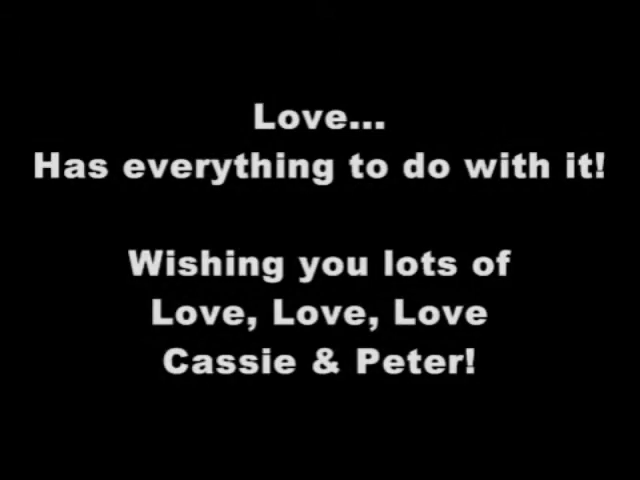 Love...
Has everything to do with it!
Wishing you lots of
Love, Love, Love
Cassie & Peter!